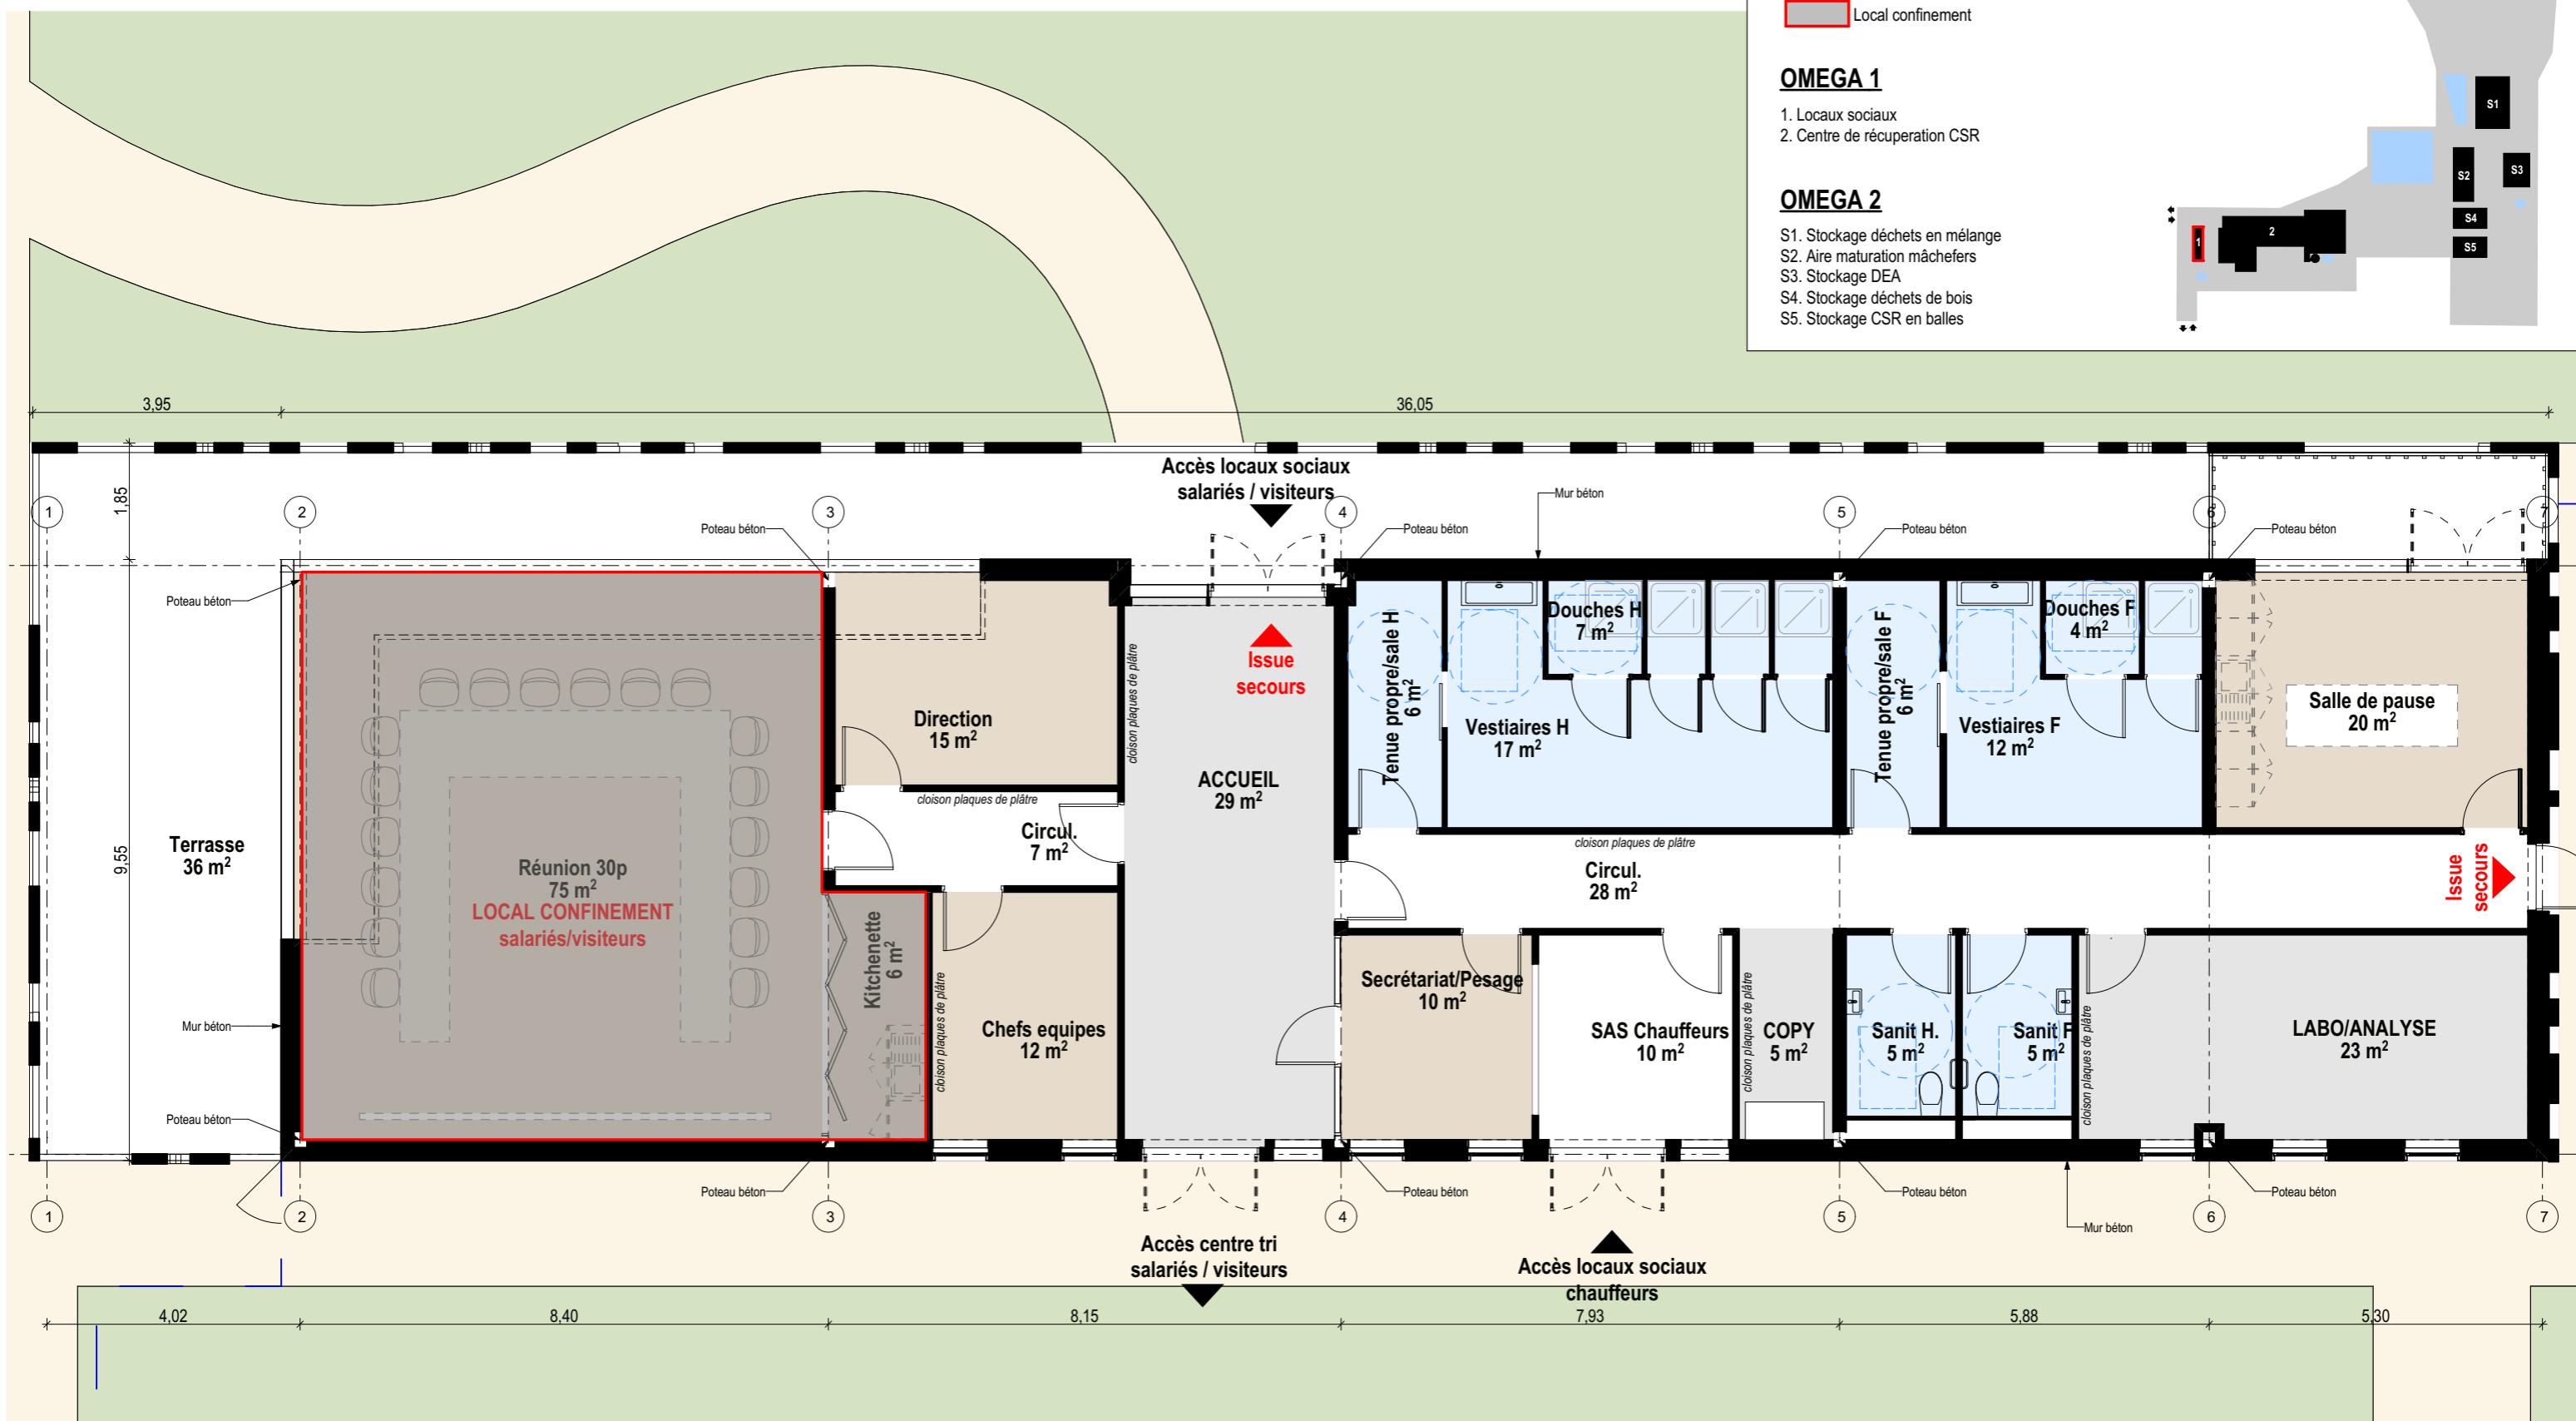 Local confinement
OMEGA 1
1. Locaux sociaux
2. Centre de récuperation CSR
OMEGA 2
S1. Stockage déchets en mélange
S2. Aire maturation mâchefers
S3. Stockage DEA
S4. Stockage déchets de bois
S5. Stockage CSR en balles
S1
S2
S3
S4
S5
1
2
3,95
36,05
1,85
9,55
Accès locaux sociaux
salariés / visiteurs
Mur béton
1
2
3
4
5
6
7
Poteau béton
Poteau béton
Poteau béton
Poteau béton
Poteau béton
Issue
secours
Direction
15 m²
cloison plaques de plâtre
cloison plaques de plâtre
ACCUEIL
29 m²
Circul.
7 m²
Tenue propre/sale H
6 m²
Vestiaires H
17 m²
Douches H
7 m²
Tenue propre/sale F
6 m²
Vestiaires F
12 m²
Douches F
4 m²
Salle de pause
20 m²
Terrasse
36 m²
Réunion 30p
75 m²
LOCAL CONFINEMENT
salariés/visiteurs
Kitchenette
6 m²
cloison plaques de plâtre
Circul.
28 m²
Issue
secours
cloison plaques de plâtre
Chefs equipes
12 m²
Secrétariat/Pesage
10 m²
SAS Chauffeurs
10 m²
cloison plaques de plâtre
COPY
5 m²
Sanit H.
5 m²
Sanit F
5 m²
cloison plaques de plâtre
LABO/ANALYSE
23 m²
Mur béton
Poteau béton
Poteau béton
Poteau béton
Poteau béton
Poteau béton
Mur béton
1
2
3
4
5
6
7
Accès centre tri
salariés / visiteurs
Accès locaux sociaux
chauffeurs
4,02
8,40
8,15
7,93
5,88
5,30